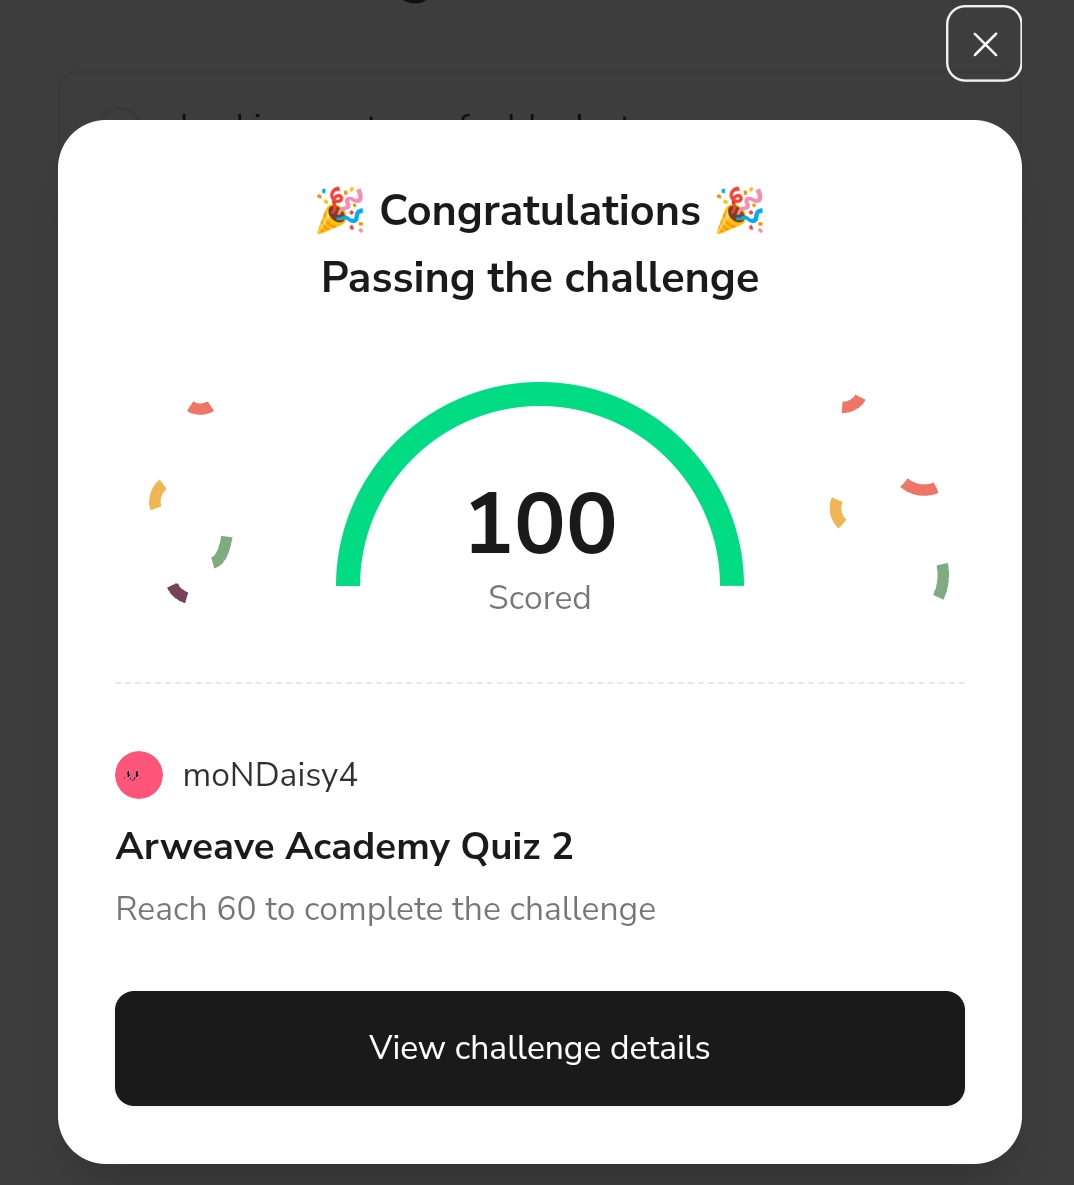 🎉 Congratulations 🎉
Passing the challenge
100
Scored
moNDaisy4
Arweave Academy Quiz 2
Reach 60 to complete the challenge
View challenge details